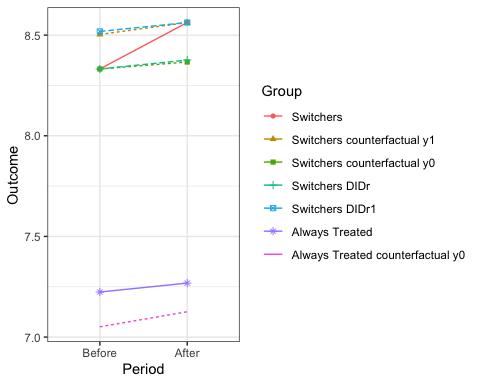 8.5
8.0
7.5
7.0
Outcome
Before
After
Period
Group
Switchers
Switchers counterfactual y1
Switchers counterfactual y0
Switchers DIDr
Switchers DIDr1
Always Treated
Always Treated counterfactual y0